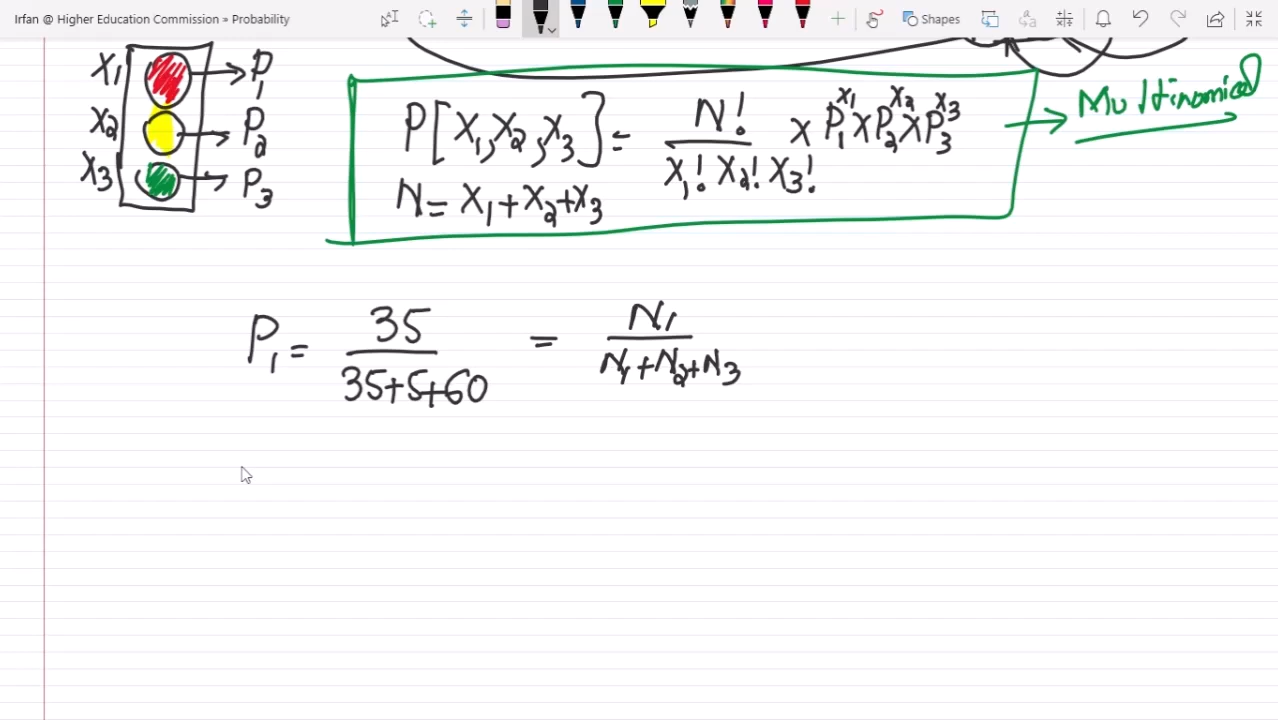 Irfan @ Higher Education Commission » Probability
Shapes
X1 → P1
X2 → P2
X3 → P3
P[X1, X2, X3] = N! / X1! X2! X3! × P1^X1 × P2^X2 × P3^X3 → Multinomical
N = X1 + X2 + X3
P1 = 35 / 35+5+60 = N1 / N1+N2+N3